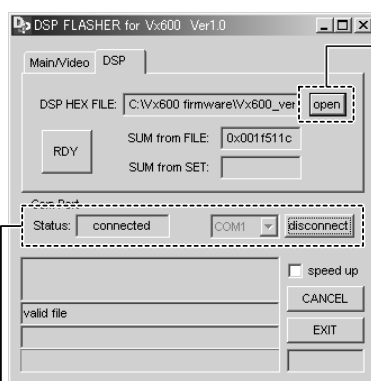 DSP FLASHER for Vx600 Ver1.0
Main/Video DSP
DSP HEX FILE: C:\Vx600 firmware\Vx600_ver open
RDY
SUM from FILE: 0x001f511c
SUM from SET:
Com Port
Status: connected COM1 disconnect
speed up
CANCEL
valid file
EXIT